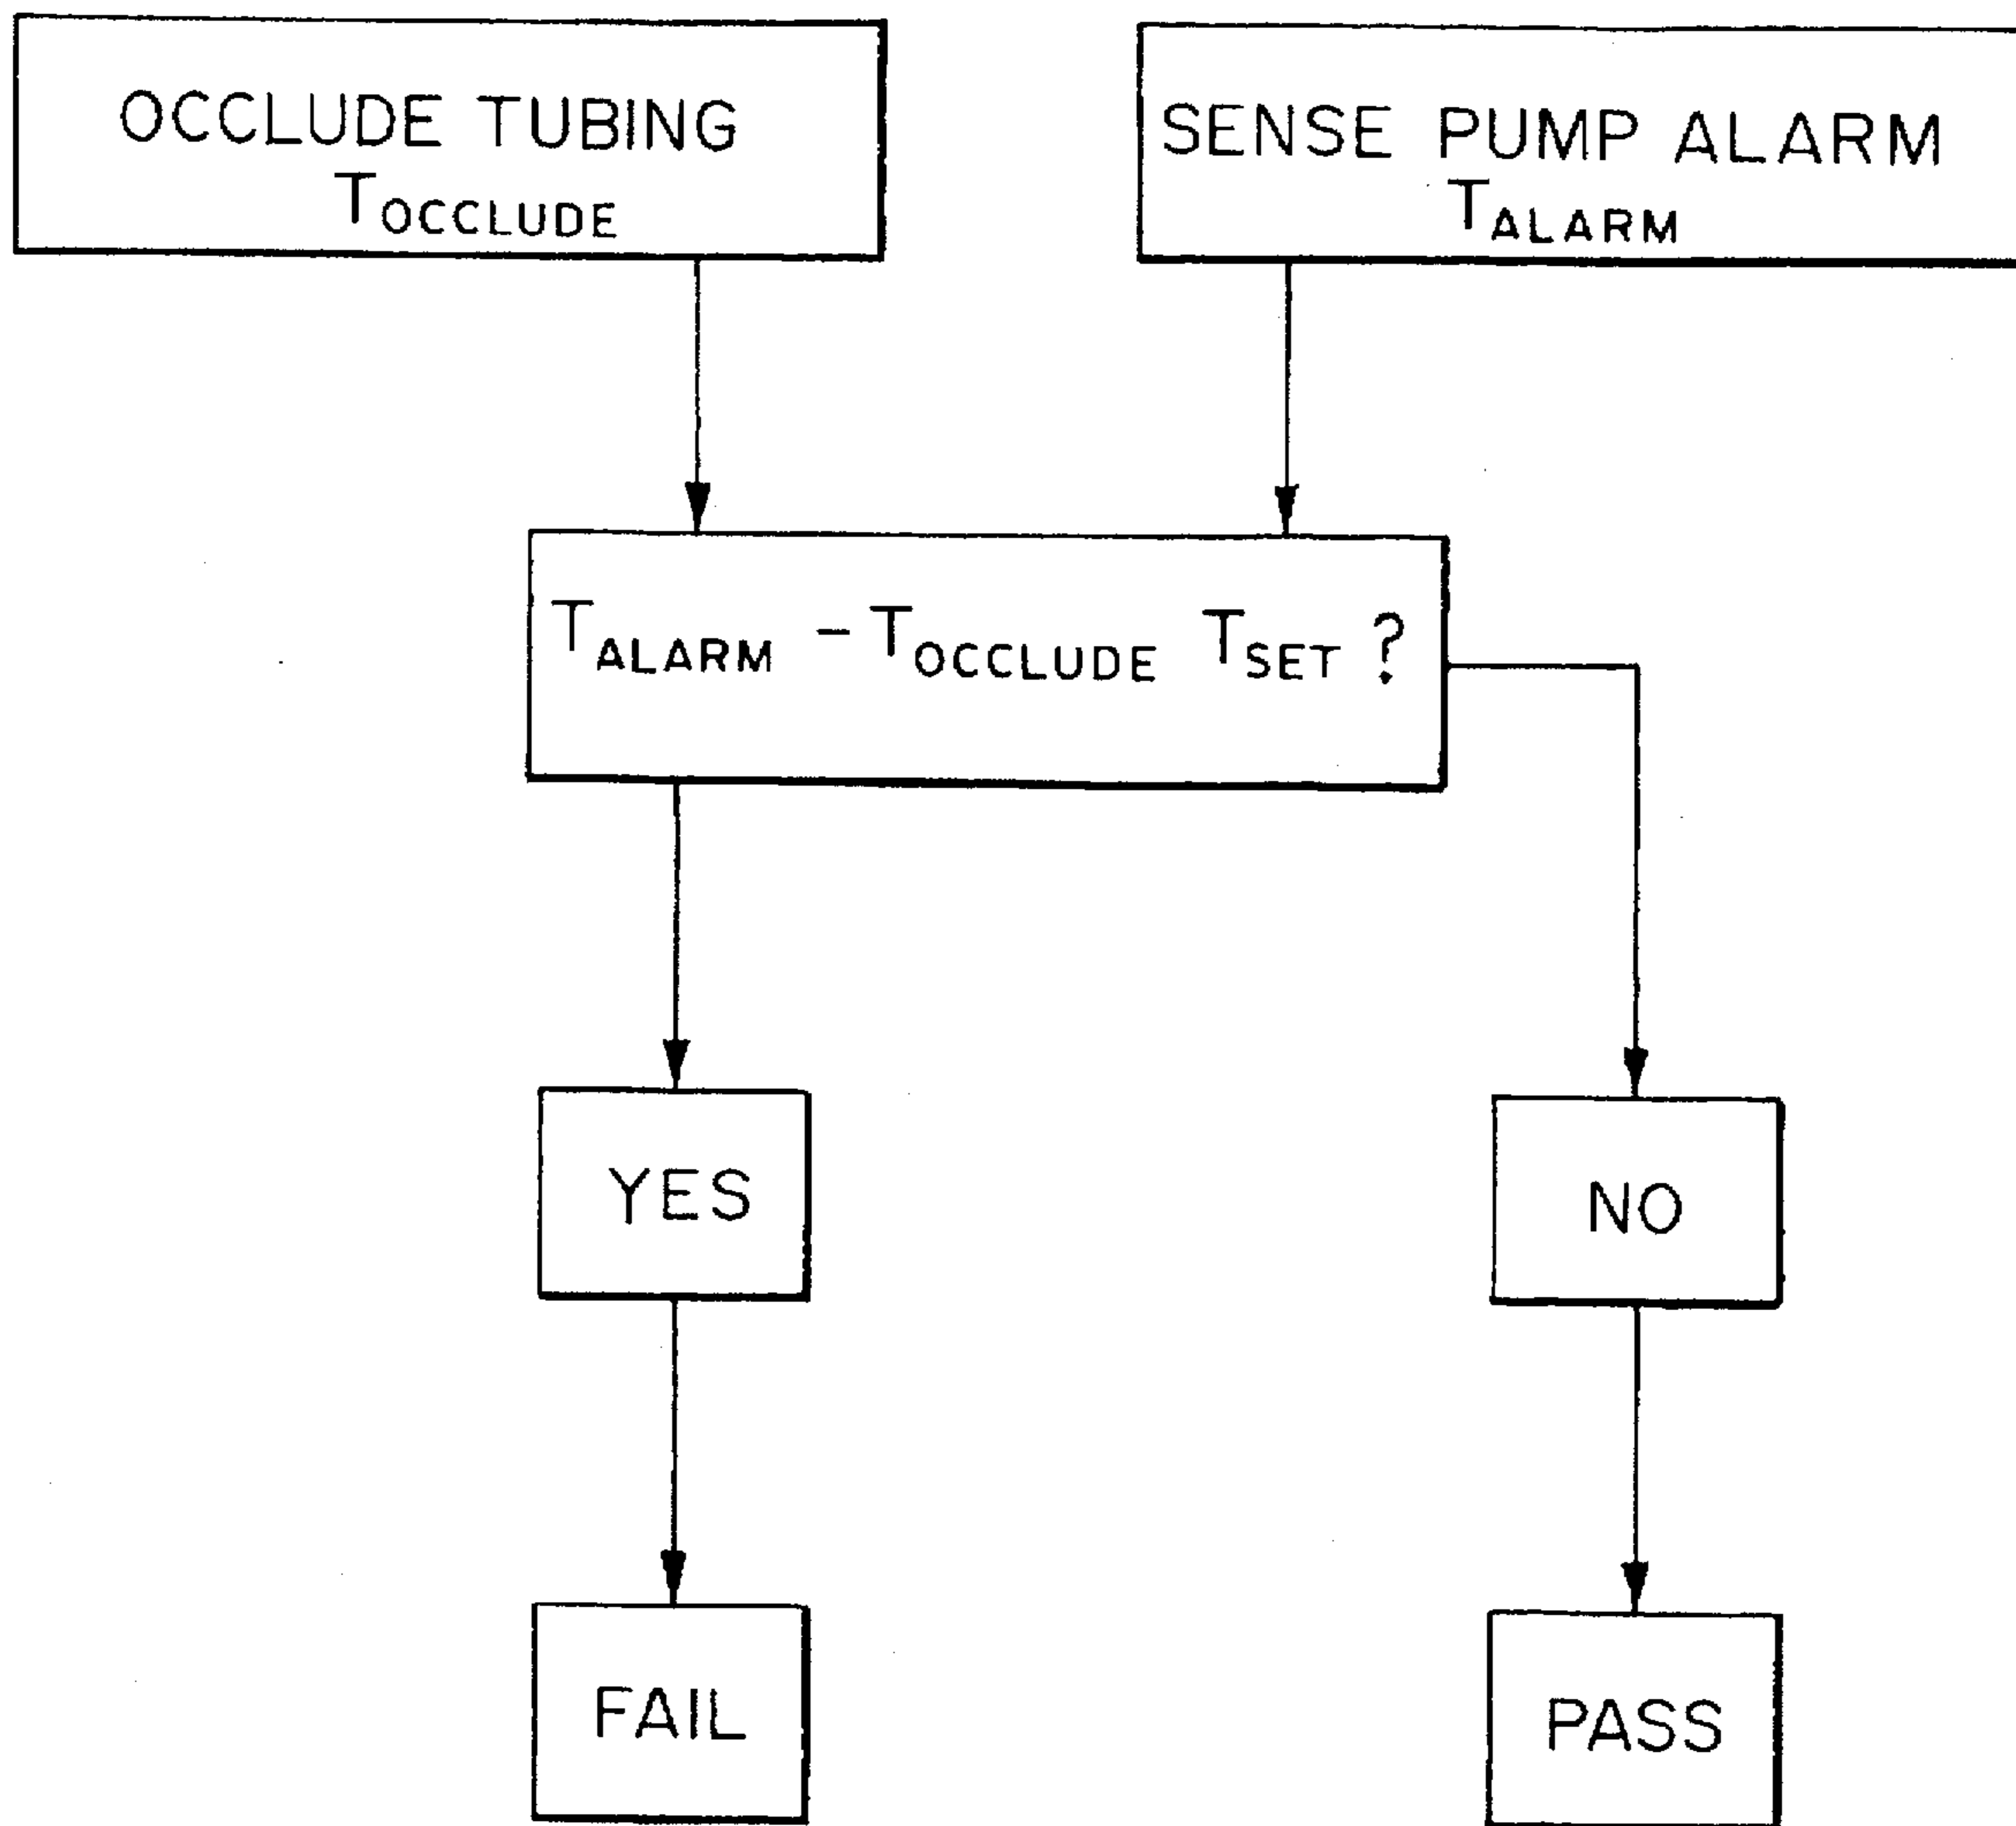 OCCLUDE TUBING
TOCCLUDE
SENSE PUMP ALARM
TALARM
TALARM - TOCCLUDE TSET ?
YES
NO
FAIL
PASS